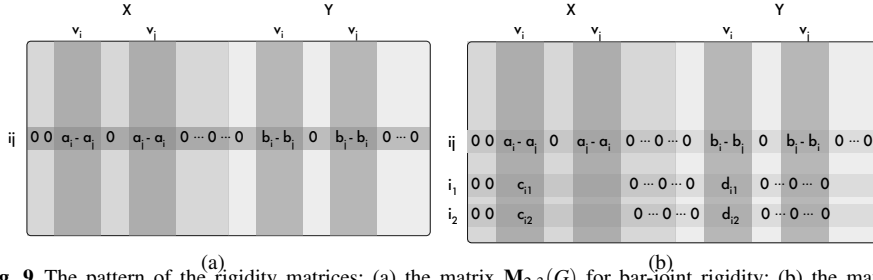 X Y X Y
v_i v_j v_i v_j v_i v_j v_i v_j
ij 0 0 a_i - a_j 0 a_j - a_i 0 ··· 0 ··· 0 b_i - b_j 0 b_j - b_i 0 ··· 0
ij 0 0 a_i - a_j 0 a_j - a_i 0 ··· 0 ··· 0 b_i - b_j 0 b_j - b_i 0 ··· 0
i_1 0 0 c_i1 0 ··· 0 ··· 0 d_i1 0 ··· 0 ··· 0
i_2 0 0 c_i2 0 ··· 0 ··· 0 d_i2 0 ··· 0 ··· 0
(a) (b)
The pattern of the rigidity matrices: (a) the matrix for bar-joint rigidity; (b) the